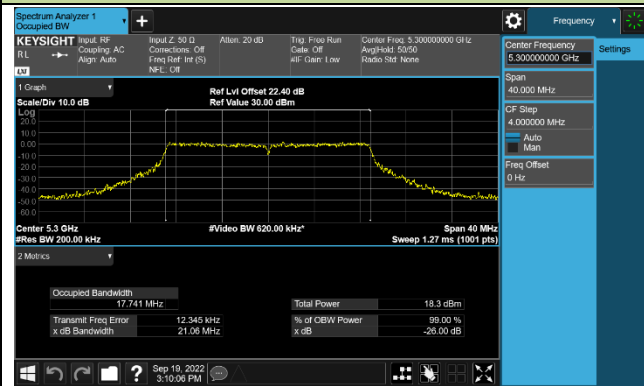 Spectrum Analyzer 1
Occupied BW
+
Frequency
KEYSIGHT
RL
LXI
Input: RF
Coupling: AC
Align: Auto
Input Z: 50 Ω
Corrections: Off
Freq Ref: Int (S)
NFE: Off
Atten: 20 dB
Trig: Free Run
Gate: Off
#IF Gain: Low
Center Freq: 5.300000000 GHz
Avg|Hold: 50/50
Radio Std: None
Center Frequency
5.300000000 GHz
Settings
Span
40.000 MHz
CF Step
4.000000 MHz
Auto
Man
Freq Offset
0 Hz
1 Graph
Scale/Div 10.0 dB
Ref Lvl Offset 22.40 dB
Ref Value 30.00 dBm
Log
20.0
10.0
0.00
-10.0
-20.0
-30.0
-40.0
-50.0
-60.0
Center 5.3 GHz
#Video BW 620.00 kHz*
Span 40 MHz
#Res BW 200.00 kHz
Sweep 1.27 ms (1001 pts)
2 Metrics
Occupied Bandwidth
17.741 MHz
Total Power
18.3 dBm
Transmit Freq Error
12.345 kHz
% of OBW Power
99.00 %
x dB Bandwidth
21.06 MHz
x dB
-26.00 dB
?
Sep 19, 2022
3:10:06 PM